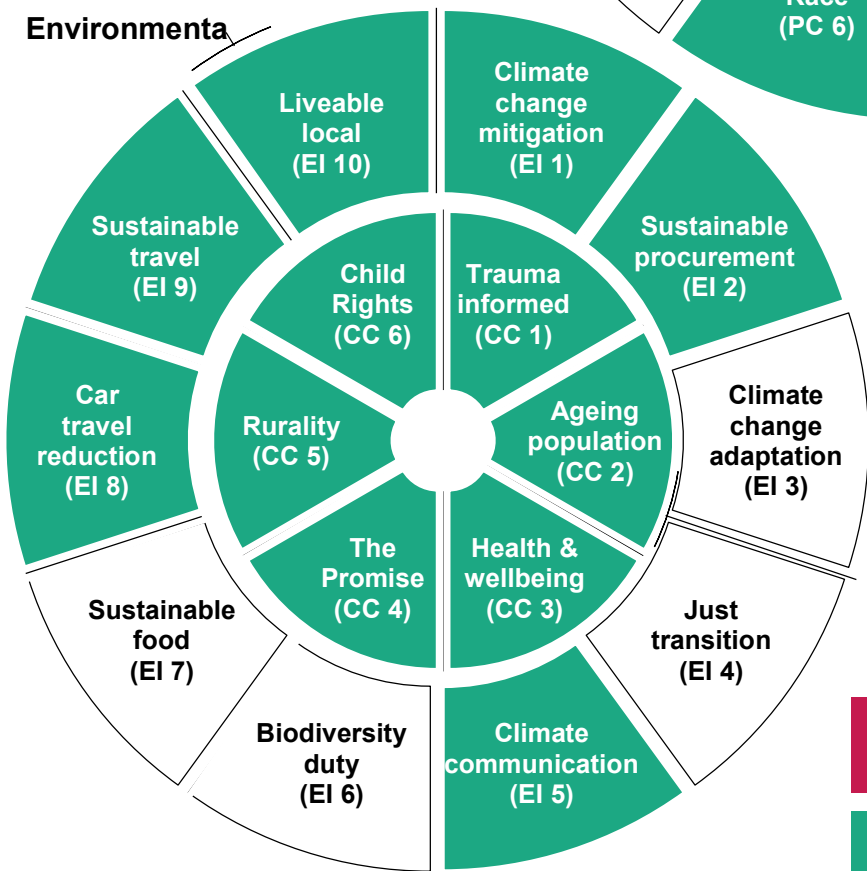 Environmenta
(PC 6)
Climate
change
mitigation
(EI 1)
Sustainable
procurement
(EI 2)
Climate
change
adaptation
(EI 3)
Just
transition
(EI 4)
Climate
communication
(EI 5)
Biodiversity
duty
(EI 6)
Sustainable
food
(EI 7)
Car
travel
reduction
(EI 8)
Sustainable
travel
(EI 9)
Liveable
local
(EI 10)
Trauma
informed
(CC 1)
Ageing
population
(CC 2)
Health &
wellbeing
(CC 3)
The
Promise
(CC 4)
Rurality
(CC 5)
Child
Rights
(CC 6)